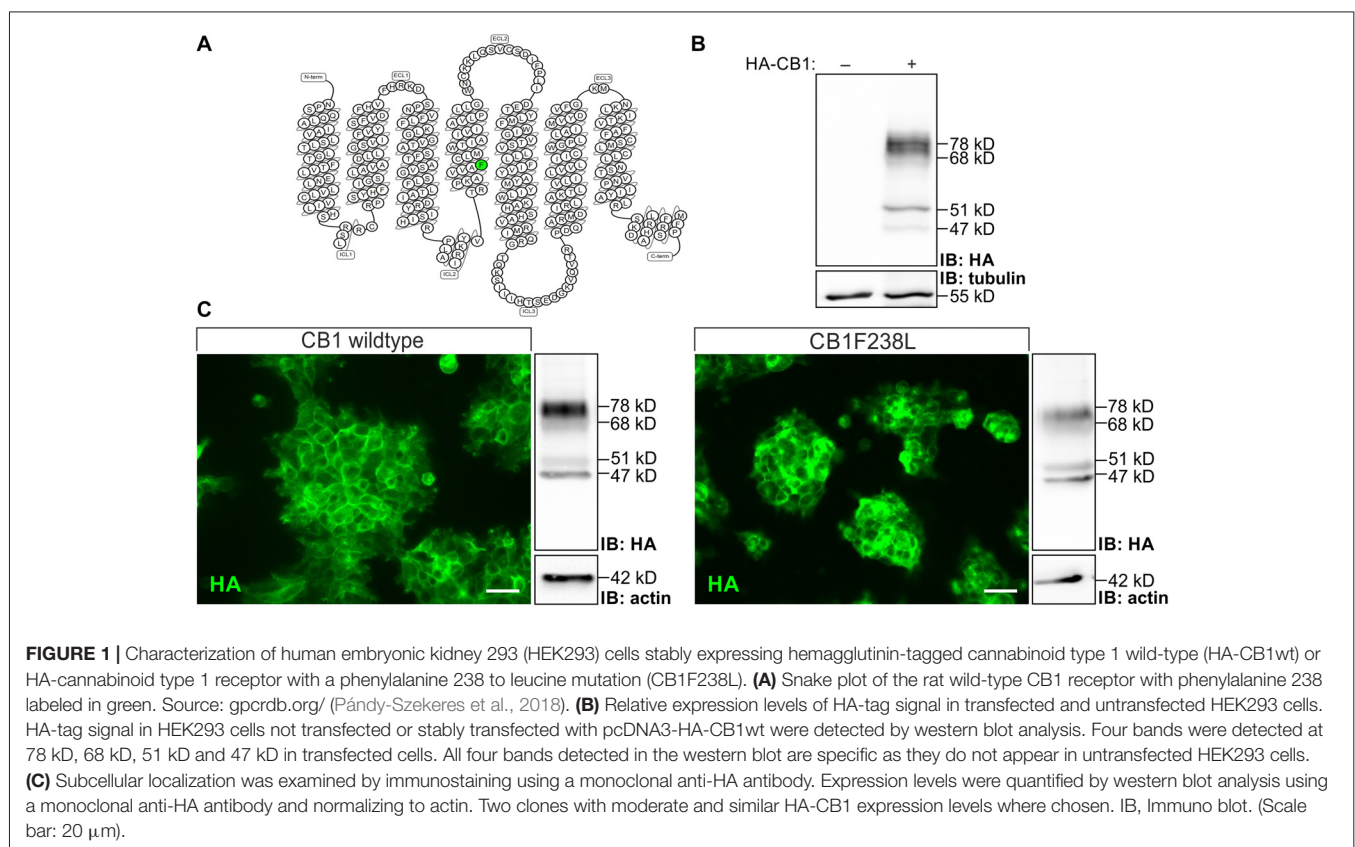 A
N-term
ECL1
ECL2
ECL3
ICL1
ICL2
ICL3
C-term
F
B
HA-CB1: – +
78 kD
68 kD
51 kD
47 kD
IB: HA
IB: tubulin
55 kD
C
CB1 wildtype
HA
78 kD
68 kD
51 kD
47 kD
IB: HA
42 kD
IB: actin
CB1F238L
HA
78 kD
68 kD
51 kD
47 kD
IB: HA
42 kD
IB: actin
FIGURE 1 | Characterization of human embryonic kidney 293 (HEK293) cells stably expressing hemagglutinin-tagged cannabinoid type 1 wild-type (HA-CB1wt) or
HA-cannabinoid type 1 receptor with a phenylalanine 238 to leucine mutation (CB1F238L). (A) Snake plot of the rat wild-type CB1 receptor with phenylalanine 238
labeled in green. Source: gpcrdb.org/ (Pándy-Szekeres et al., 2018). (B) Relative expression levels of HA-tag signal in transfected and untransfected HEK293 cells.
HA-tag signal in HEK293 cells not transfected or stably transfected with pcDNA3-HA-CB1wt were detected by western blot analysis. Four bands were detected at
78 kD, 68 kD, 51 kD and 47 kD in transfected cells. All four bands detected in the western blot are specific as they do not appear in untransfected HEK293 cells.
(C) Subcellular localization was examined by immunostaining using a monoclonal anti-HA antibody. Expression levels were quantified by western blot analysis using
a monoclonal anti-HA antibody and normalizing to actin. Two clones with moderate and similar HA-CB1 expression levels where chosen. IB, Immuno blot. (Scale
bar: 20 μm).